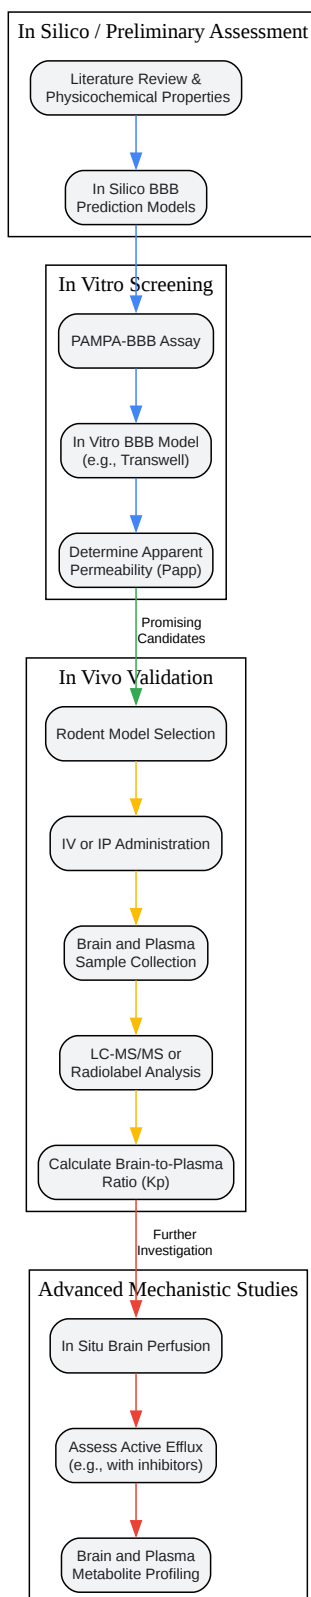 In Silico / Preliminary Assessment
Literature Review &
Physicochemical Properties
In Silico BBB
Prediction Models
In Vitro Screening
PAMPA-BBB Assay
In Vitro BBB Model
(e.g., Transwell)
Determine Apparent
Permeability (Papp)
Promising
Candidates
In Vivo Validation
Rodent Model Selection
IV or IP Administration
Brain and Plasma
Sample Collection
LC-MS/MS or
Radiolabel Analysis
Calculate Brain-to-Plasma
Ratio (Kp)
Further
Investigation
Advanced Mechanistic Studies
In Situ Brain Perfusion
Assess Active Efflux
(e.g., with inhibitors)
Brain and Plasma
Metabolite Profiling